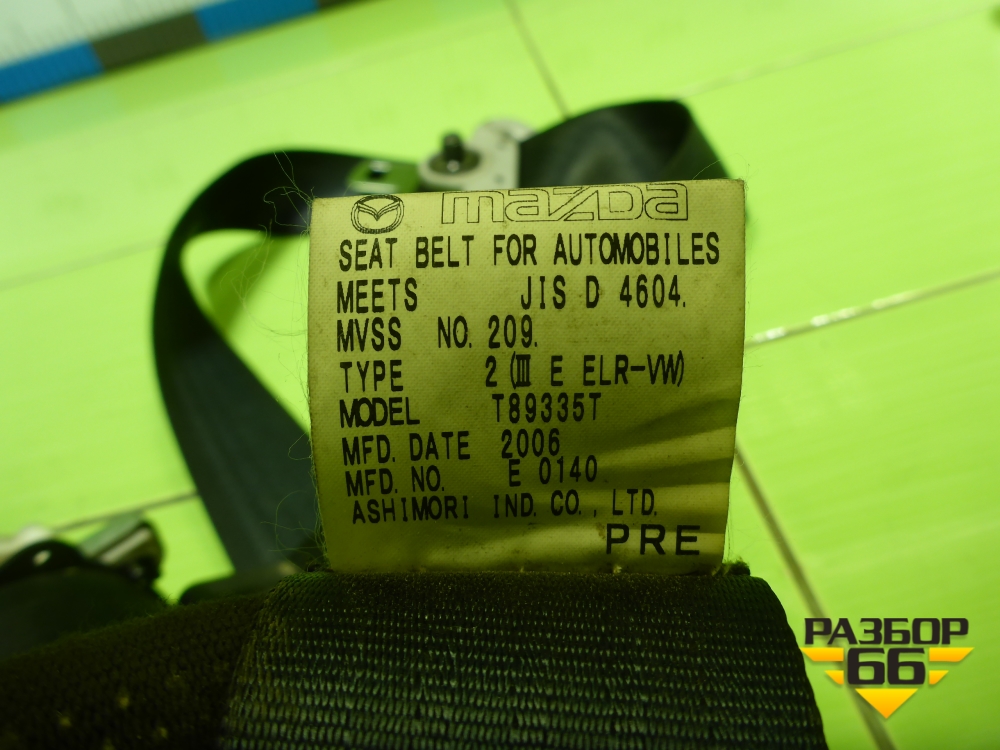 mazda
SEAT BELT FOR AUTOMOBILES
MEETS JIS D 4604.
MVSS NO. 209.
TYPE 2 (Ⅲ E ELR-VW)
MODEL T89335T
MFD. DATE 2006
MFD. NO. E 0140
ASHIMORI IND. CO., LTD.
PRE
РАЗБОР
66